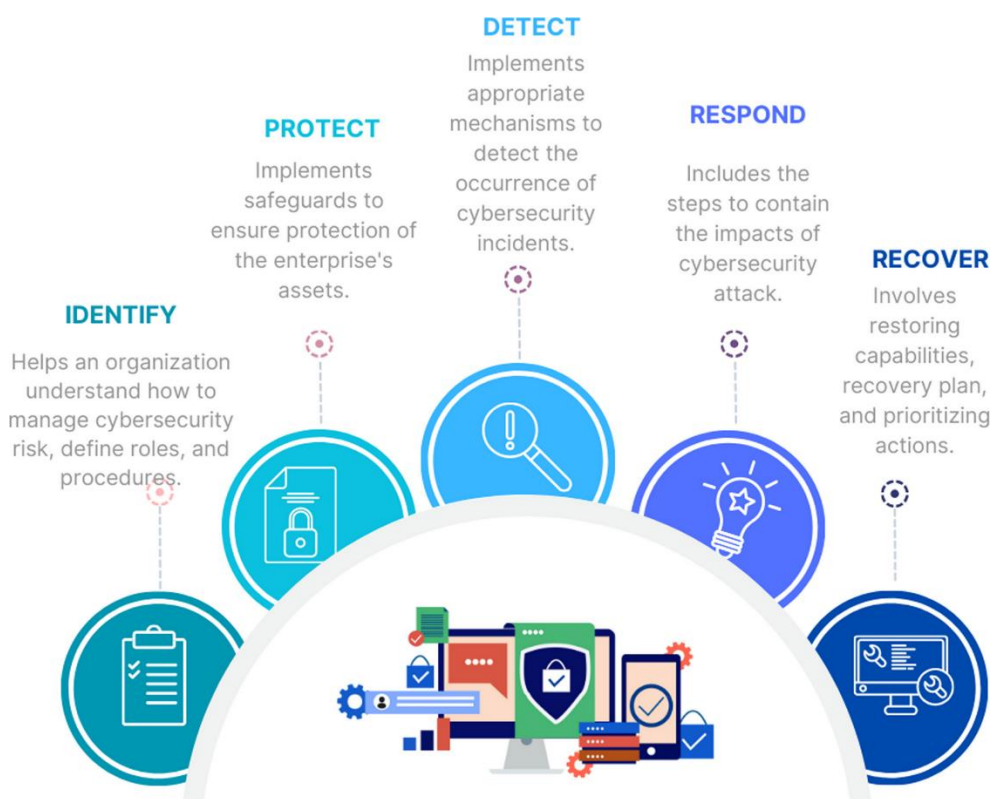 IDENTIFY
Helps an organization
understand how to
manage cybersecurity
risk, define roles, and
procedures.
PROTECT
Implements
safeguards to
ensure protection of
the enterprise's
assets.
DETECT
Implements
appropriate
mechanisms to
detect the
occurrence of
cybersecurity
incidents.
RESPOND
Includes the
steps to contain
the impacts of
cybersecurity
attack.
RECOVER
Involves
restoring
capabilities,
recovery plan,
and prioritizing
actions.